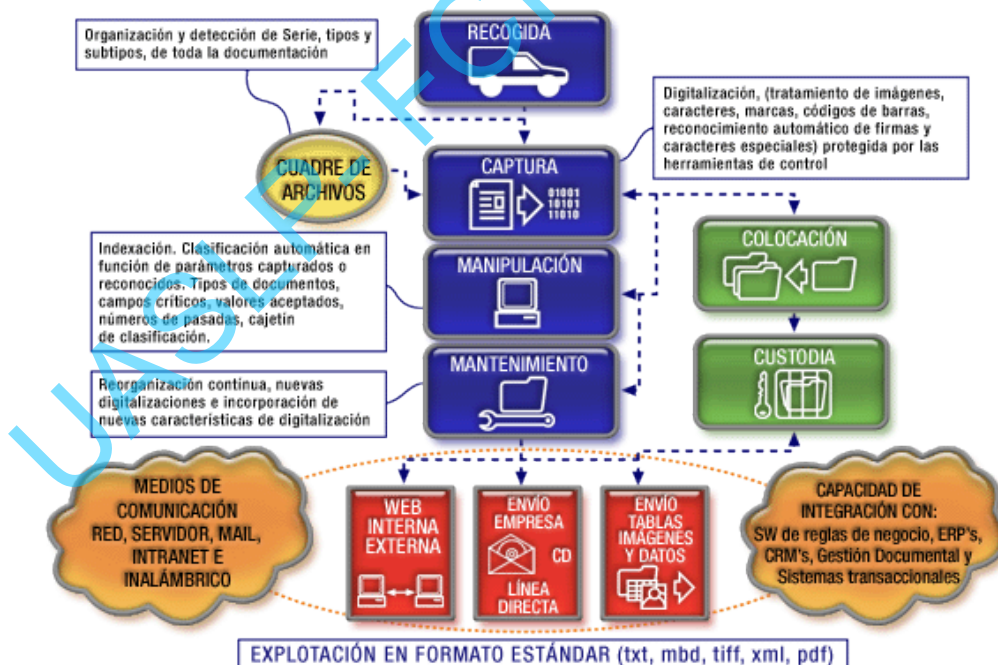 RECOGIDA
Organización y detección de Serie, tipos y
subtipos, de toda la documentación
Digitalización, (tratamiento de imágenes,
caracteres, marcas, códigos de barras,
reconocimiento automático de firmas y
caracteres especiales) protegida por las
herramientas de control
CUADRE DE
ARCHIVOS
CAPTURA
01001
10101
11010
COLOCACIÓN
Indexación. Clasificación automática en
función de parámetros capturados o
reconocidos. Tipos de documentos,
campos críticos, valores aceptados,
números de pasadas, cajetín
de clasificación.
MANIPULACIÓN
CUSTODIA
MANTENIMIENTO
Reorganización contínua, nuevas
digitalizaciones e incorporación de
nuevas características de digitalización
MEDIOS DE
COMUNICACIÓN
RED, SERVIDOR, MAIL,
INTRANET E
INALÁMBRICO
WEB
INTERNA
EXTERNA
ENVÍO
EMPRESA
CD
LÍNEA
DIRECTA
ENVÍO
TABLAS
IMÁGENES
Y DATOS
CAPACIDAD DE
INTEGRACIÓN CON:
SW de reglas de negocio, ERP's,
CRM's, Gestión Documental y
Sistemas transaccionales
EXPLOTACIÓN EN FORMATO ESTÁNDAR (txt, mbd, tiff, xml, pdf)
UASLP- FC